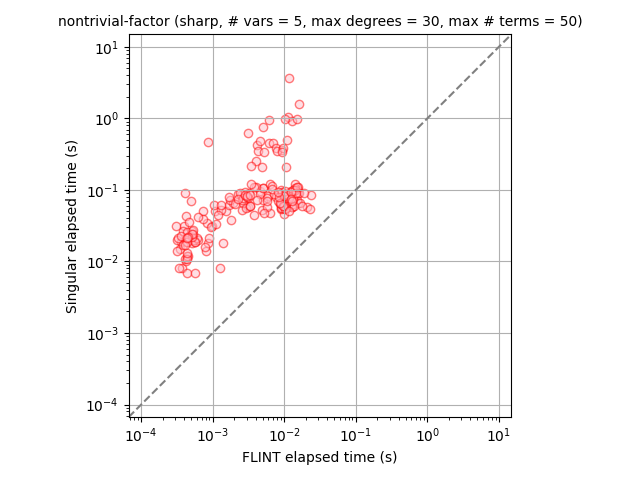 nontrivial-factor (sharp, # vars = 5, max degrees = 30, max # terms = 50)
Singular elapsed time (s)
10¹
10⁰
10⁻¹
10⁻²
10⁻³
10⁻⁴
10⁻⁴ 10⁻³ 10⁻² 10⁻¹ 10⁰ 10¹
FLINT elapsed time (s)